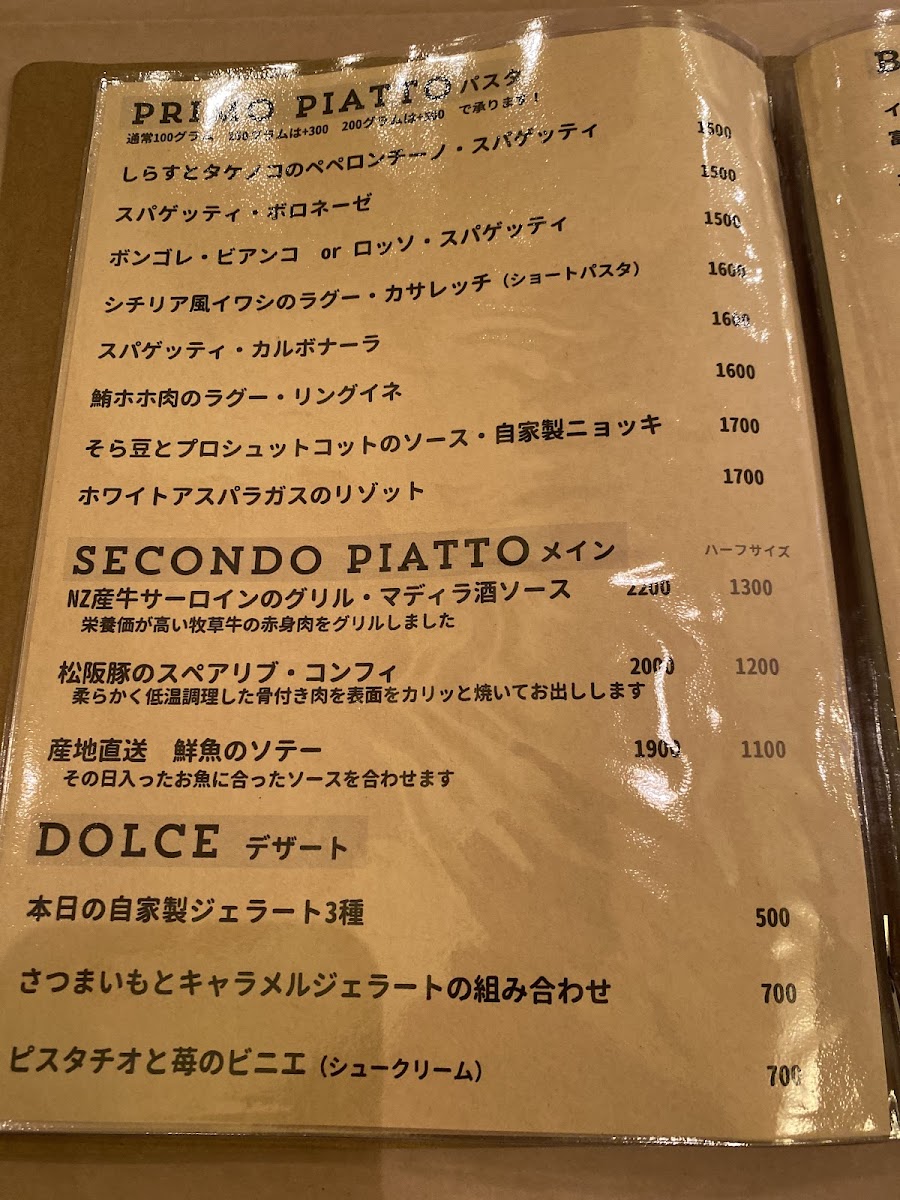 PRIMO PIATTO パスタ
通常100グラム 150グラムは+300 200グラムは+ で承ります!
しらすとタケノコのペペロンチーノ・スパゲッティ 1500
スパゲッティ・ボロネーゼ 1500
ボンゴレ・ビアンコ or ロッソ・スパゲッティ 1500
シチリア風イワシのラグー・カサレッチ(ショートパスタ) 1600
スパゲッティ・カルボナーラ 1600
鮪ホホ肉のラグー・リングイネ 1600
そら豆とプロシュットコットのソース・自家製ニョッキ 1700
ホワイトアスパラガスのリゾット 1700
SECONDO PIATTO メイン ハーフサイズ
NZ産牛サーロインのグリル・マディラ酒ソース 2200 1300
栄養価が高い牧草牛の赤身肉をグリルしました
松阪豚のスペアリブ・コンフィ 2000 1200
柔らかく低温調理した骨付き肉を表面をカリッと焼いてお出しします
産地直送 鮮魚のソテー 1900 1100
その日入ったお魚に合ったソースを合わせます
DOLCE デザート
本日の自家製ジェラート3種 500
さつまいもとキャラメルジェラートの組み合わせ 700
ピスタチオと苺のビニエ(シュークリーム) 700
B
イ
富